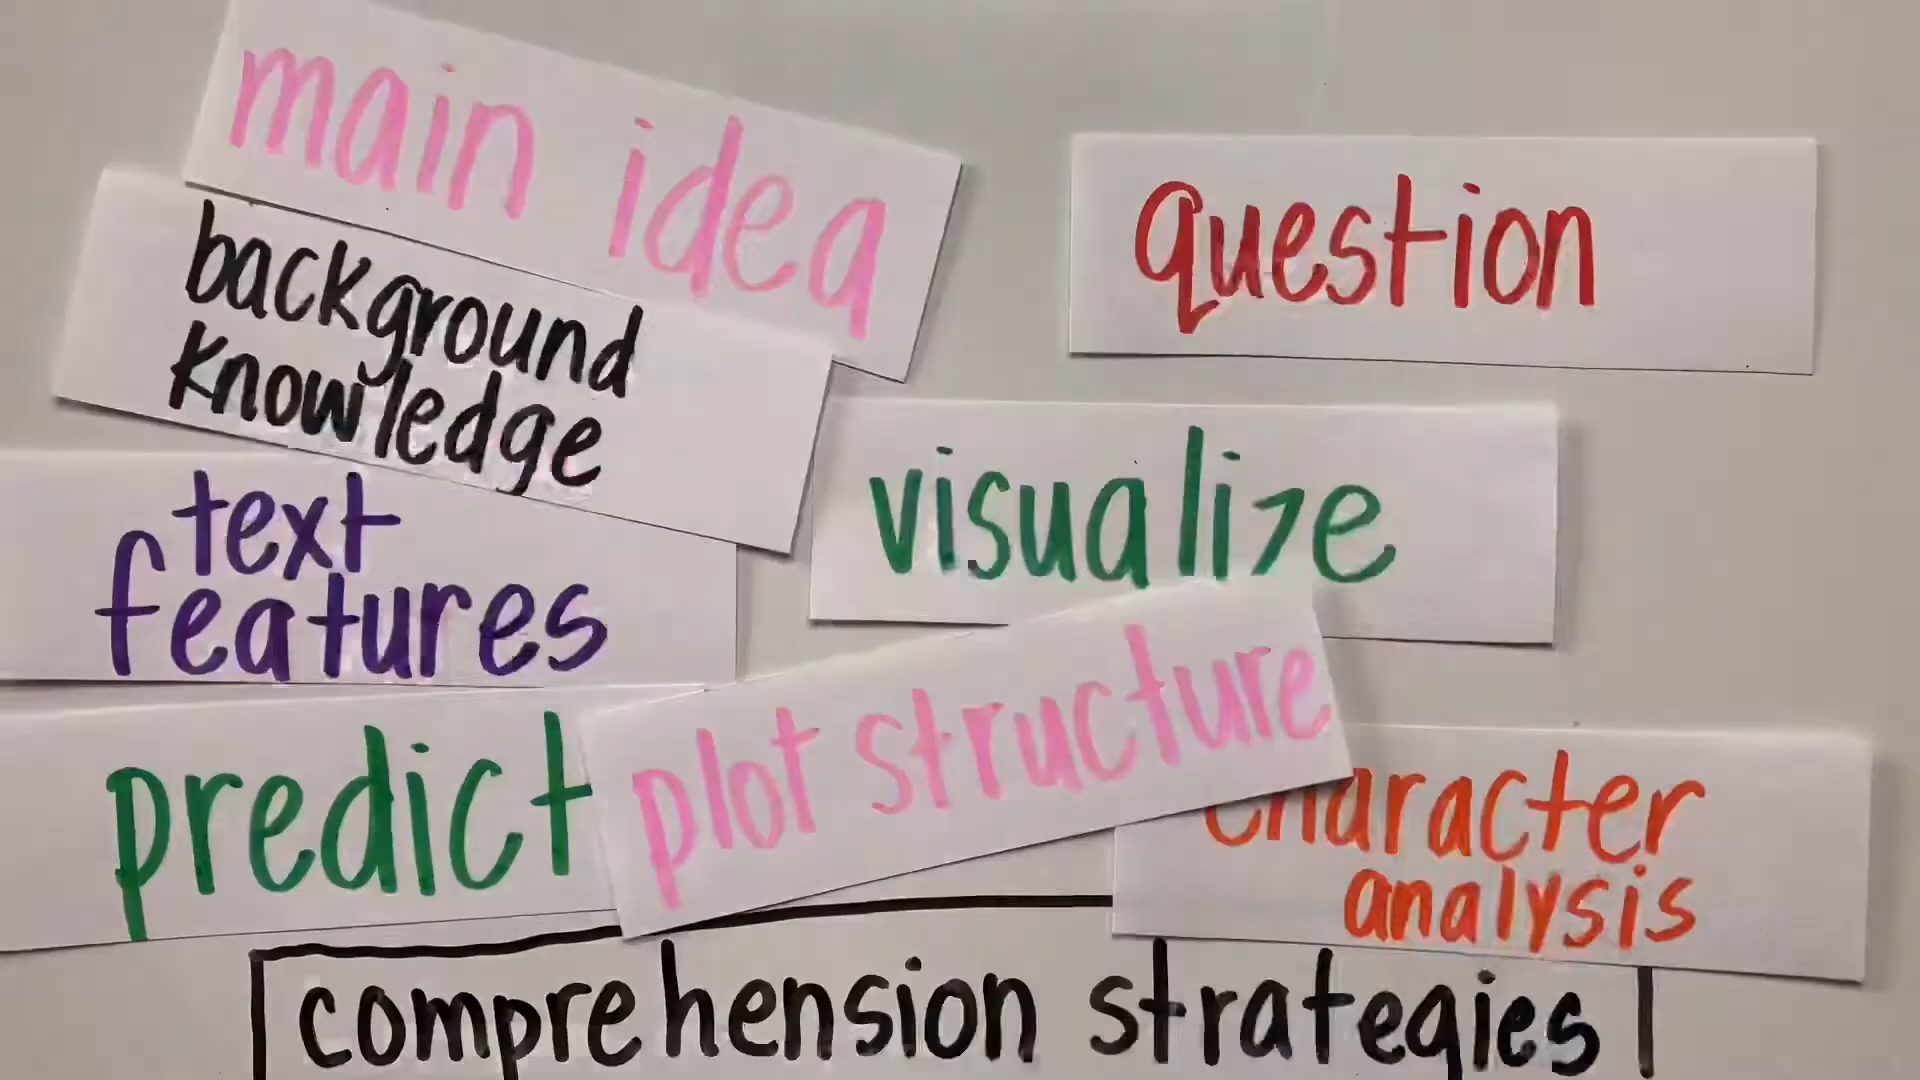 main idea
question
background
knowledge
visualize
text
features
plot structure
predict
character
analysis
comprehension strategies